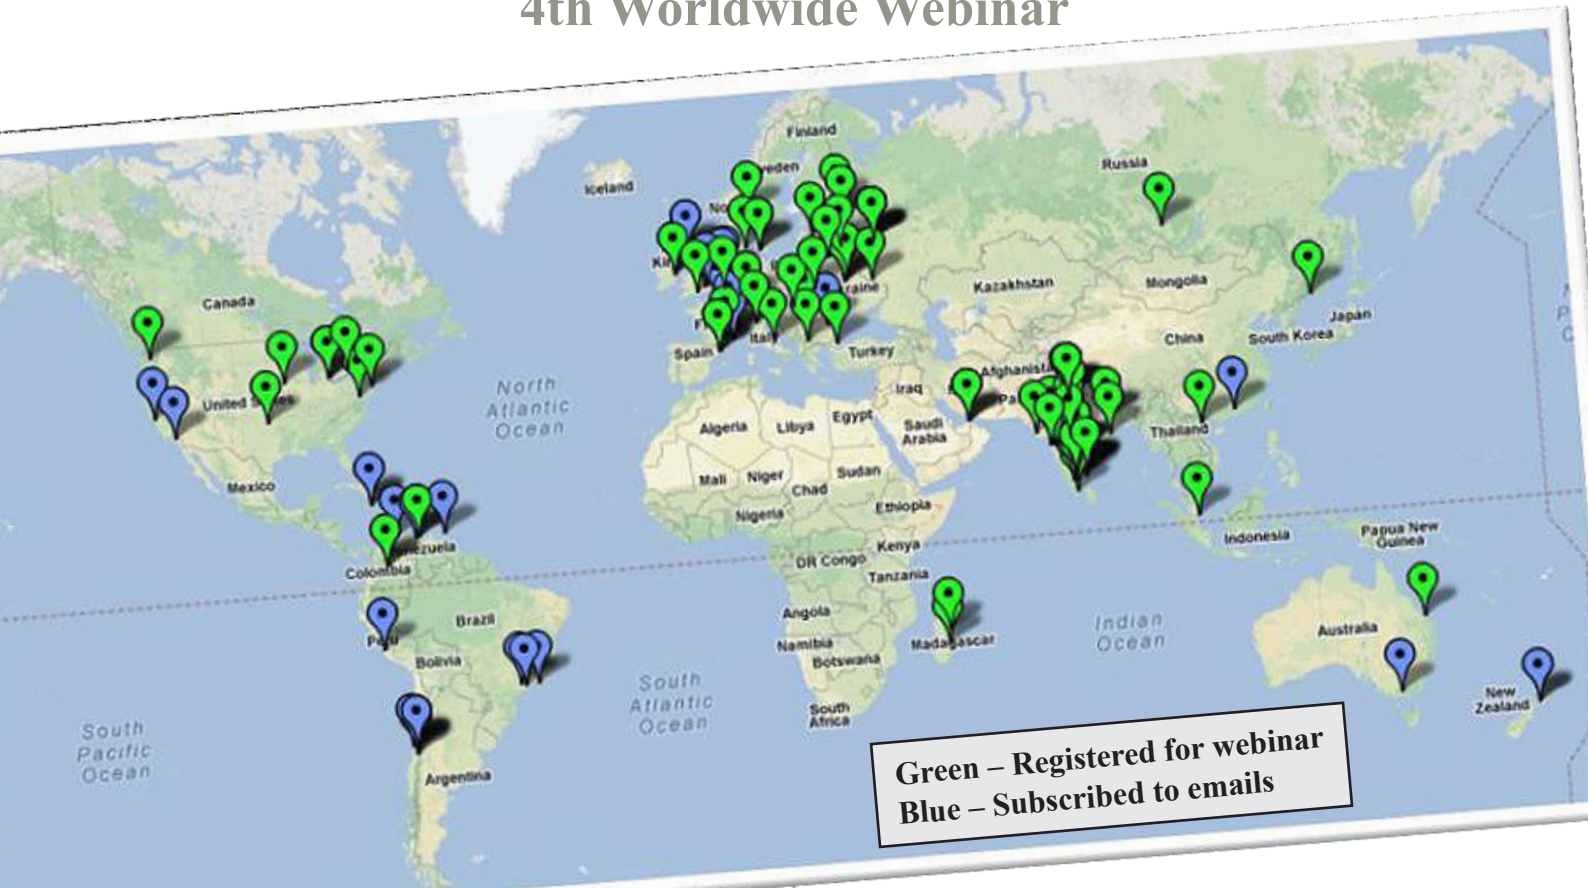 4th Worldwide Webinar
Finland
Iceland
Russia
Canada
Kazakhstan
Mongolia
Japan
South Korea
China
Spain
Turkey
Iraq
United
Thailand
North
Atlantic
Ocean
Algeria
Libya
Egypt
Saudi
Arabia
Mexico
Mali
Niger
Chad
Sudan
Nigeria
Ethiopia
Colombia
DR Congo
Kenya
Tanzania
Indonesia
Papua New
Guinea
Brazil
Bolivia
Angola
Namibia
Botswana
Madagascar
Indian
Ocean
Australia
South
Africa
South
Atlantic
Ocean
South
Pacific
Ocean
Argentina
New
Zealand
Green – Registered for webinar
Blue – Subscribed to emails